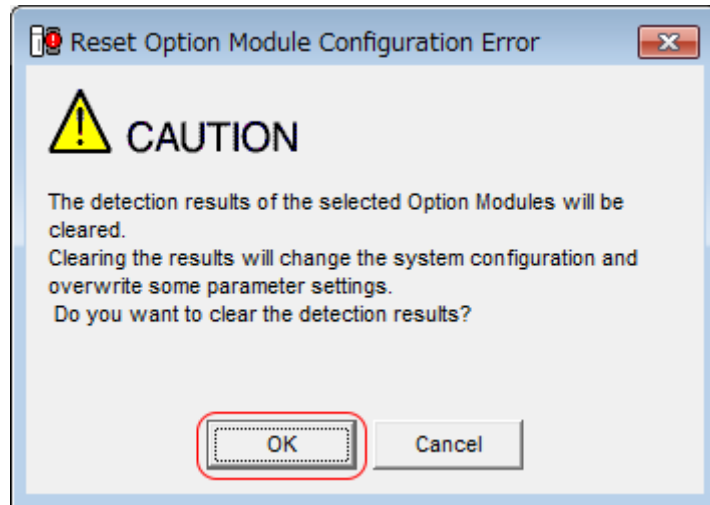 Reset Option Module Configuration Error
CAUTION
The detection results of the selected Option Modules will be
cleared.
Clearing the results will change the system configuration and
overwrite some parameter settings.
Do you want to clear the detection results?
OK Cancel